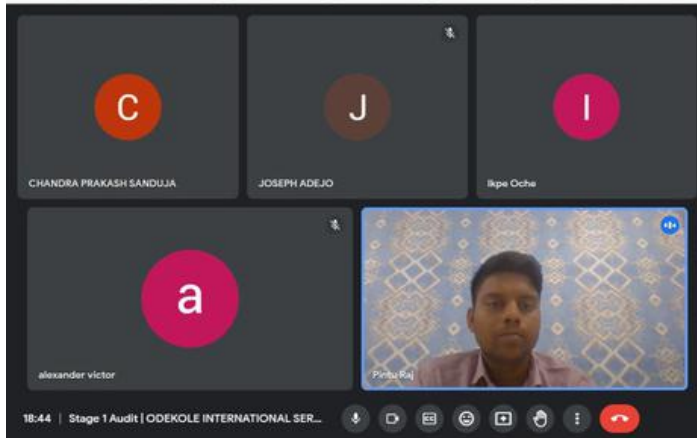 C
J
I
CHANDRA PRAKASH SANDUJA
JOSEPH ADEJO
Ikpe Oche
a
alexander victor
Pintu Raj
18:44 | Stage 1 Audit | ODEKOLE INTERNATIONAL SER...
CC